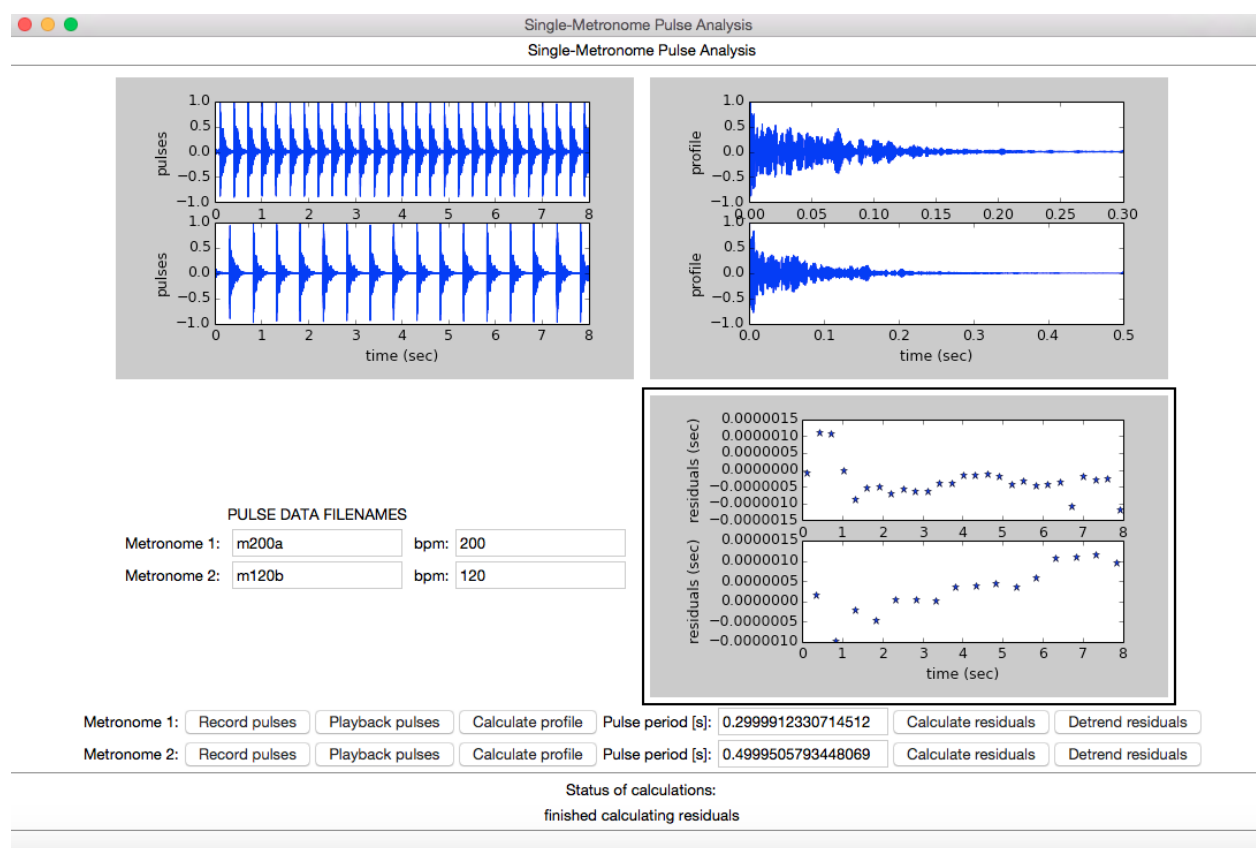 Single-Metronome Pulse Analysis
Single-Metronome Pulse Analysis
1.0
0.5
0.0
−0.5
−1.0
pulses
0 1 2 3 4 5 6 7 8
1.0
0.5
0.0
−0.5
−1.0
pulses
0 1 2 3 4 5 6 7 8
time (sec)
1.0
0.5
0.0
−0.5
−1.0
profile
0.00 0.05 0.10 0.15 0.20 0.25 0.30
1.0
0.5
0.0
−0.5
−1.0
profile
0.0 0.1 0.2 0.3 0.4 0.5
time (sec)
0.0000015
0.0000010
0.0000005
0.0000000
−0.0000005
−0.0000010
−0.0000015
residuals (sec)
0 1 2 3 4 5 6 7 8
0.0000015
0.0000010
0.0000005
0.0000000
−0.0000005
−0.0000010
residuals (sec)
0 1 2 3 4 5 6 7 8
time (sec)
PULSE DATA FILENAMES
Metronome 1: m200a bpm: 200
Metronome 2: m120b bpm: 120
Metronome 1: Record pulses Playback pulses Calculate profile Pulse period [s]: 0.2999912330714512 Calculate residuals Detrend residuals
Metronome 2: Record pulses Playback pulses Calculate profile Pulse period [s]: 0.4999505793448069 Calculate residuals Detrend residuals
Status of calculations:
finished calculating residuals